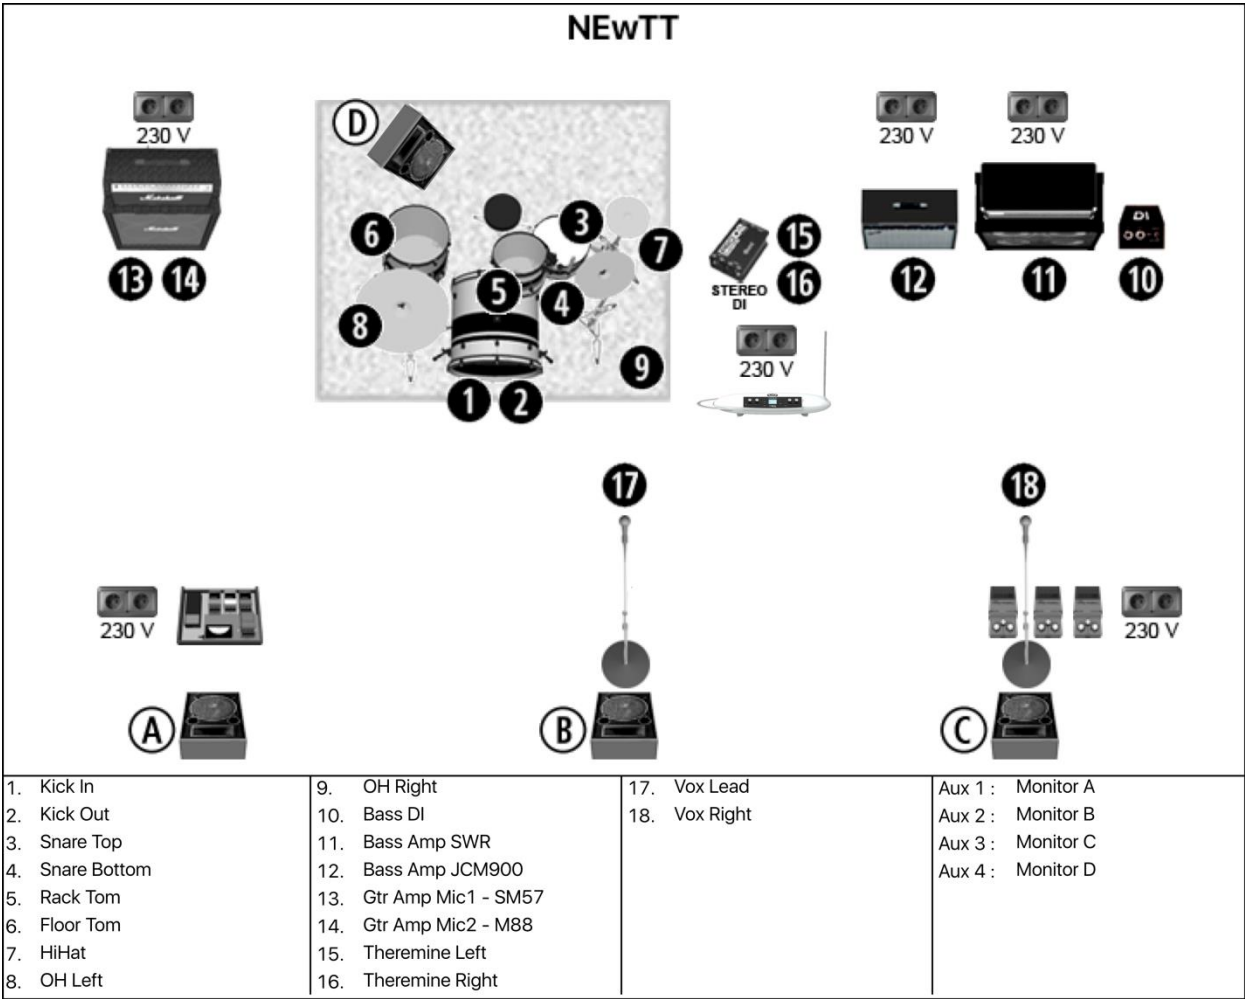 NEwTT
230 V
230 V
230 V
D
DI
6
3
7
15
13
14
5
4
STEREO
DI
16
12
11
10
8
230 V
9
1
2
17
18
230 V
230 V
A
B
C
1. Kick In
2. Kick Out
3. Snare Top
4. Snare Bottom
5. Rack Tom
6. Floor Tom
7. HiHat
8. OH Left
9. OH Right
10. Bass DI
11. Bass Amp SWR
12. Bass Amp JCM900
13. Gtr Amp Mic1 - SM57
14. Gtr Amp Mic2 - M88
15. Theremine Left
16. Theremine Right
17. Vox Lead
18. Vox Right
Aux 1 : Monitor A
Aux 2 : Monitor B
Aux 3 : Monitor C
Aux 4 : Monitor D